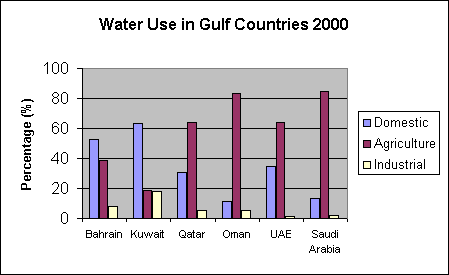 Water Use in Gulf Countries 2000
Percentage (%)
100
80
60
40
20
0
Bahrain Kuwait Qatar Oman UAE Saudi
Arabia
Domestic
Agriculture
Industrial